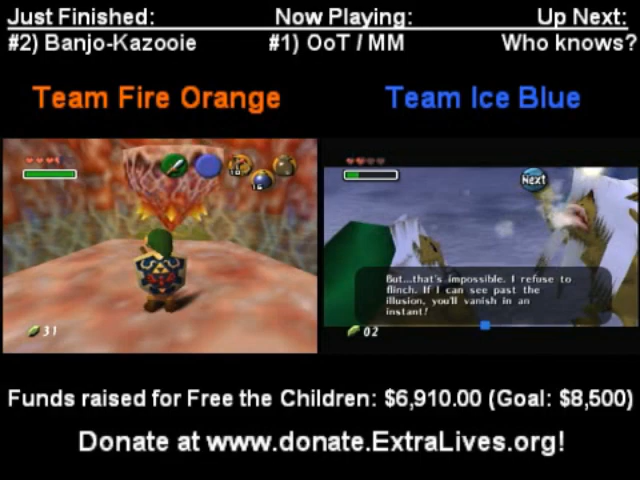 Just Finished:
Now Playing:
Up Next:
#2) Banjo-Kazooie
#1) OoT / MM
Who knows?
Team Fire Orange
Team Ice Blue
10
16
31
Next
But...that's impossible. I refuse to
flinch. If I can see past the
illusion, you'll vanish in an
instant!
02
Funds raised for Free the Children: $6,910.00 (Goal: $8,500)
Donate at www.donate.ExtraLives.org!